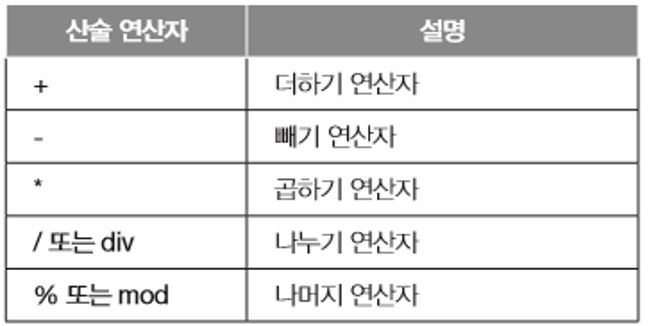 산술 연산자 설명
+ 더하기 연산자
- 빼기 연산자
* 곱하기 연산자
/ 또는 div 나누기 연산자
% 또는 mod 나머지 연산자